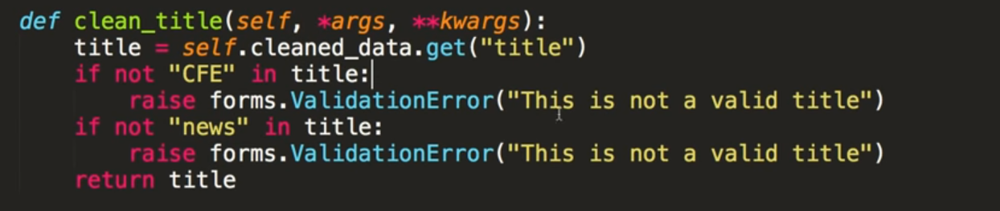 def clean_title(self, *args, **kwargs):
    title = self.cleaned_data.get("title")
    if not "CFE" in title:
        raise forms.ValidationError("This is not a valid title")
    if not "news" in title:
        raise forms.ValidationError("This is not a valid title")
    return title